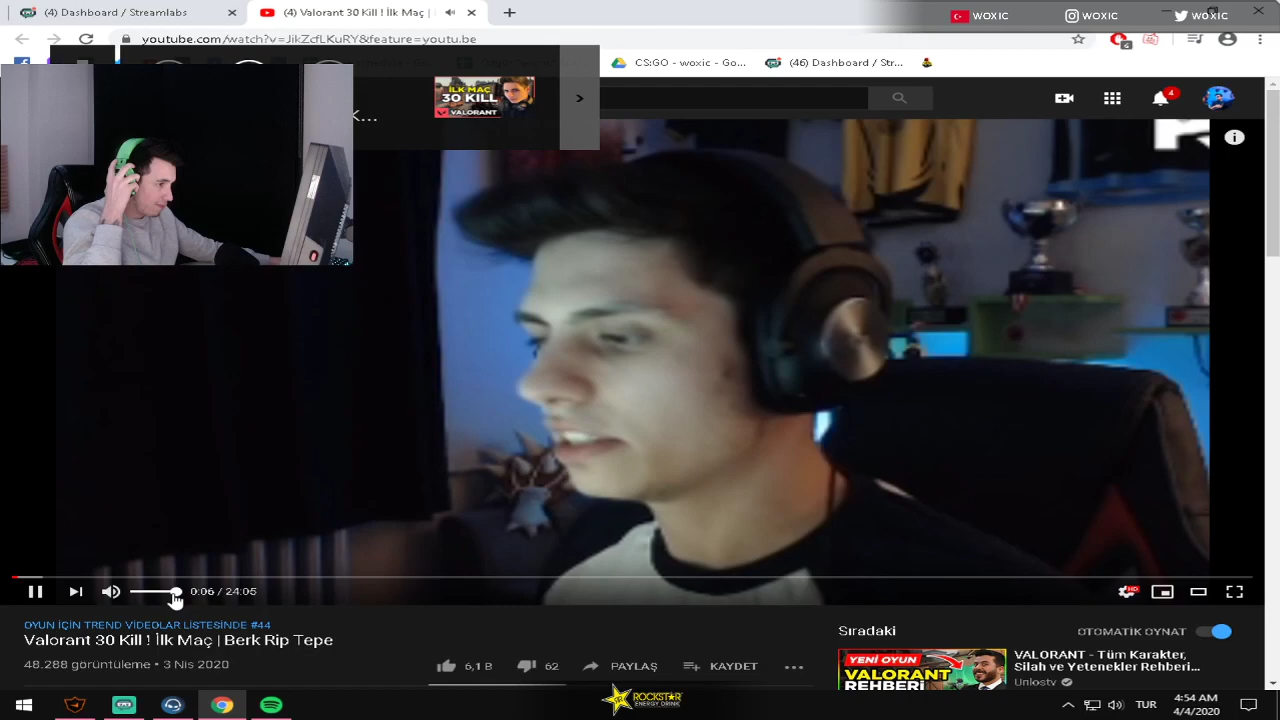 (4) Dashboard / Streamlabs
(4) Valorant 30 Kill ! İlk Maç |
WOXIC
WOXIC
WOXIC
youtube.com/watch?v=JikZcfLKuRY&feature=youtu.be
CS:GO - woxic - Go...
(46) Dashboard / Str...
K...
İLK MAÇ
30 KILL
VALORANT
4
0:06 / 24:05
HD
OYUN İÇİN TREND VİDEOLAR LİSTESİNDE #44
Valorant 30 Kill ! İlk Maç | Berk Rip Tepe
48.288 görüntüleme • 3 Nis 2020
6,1 B
62
PAYLAŞ
KAYDET
Sıradaki
OTOMATİK OYNAT
YENİ OYUN
VALORANT
REHBERİ
VALORANT - Tüm Karakter,
Silah ve Yetenekler Rehberi...
Unlostv
ROCKSTAR
ENERGY DRINK
TUR
4:54 AM
4/4/2020